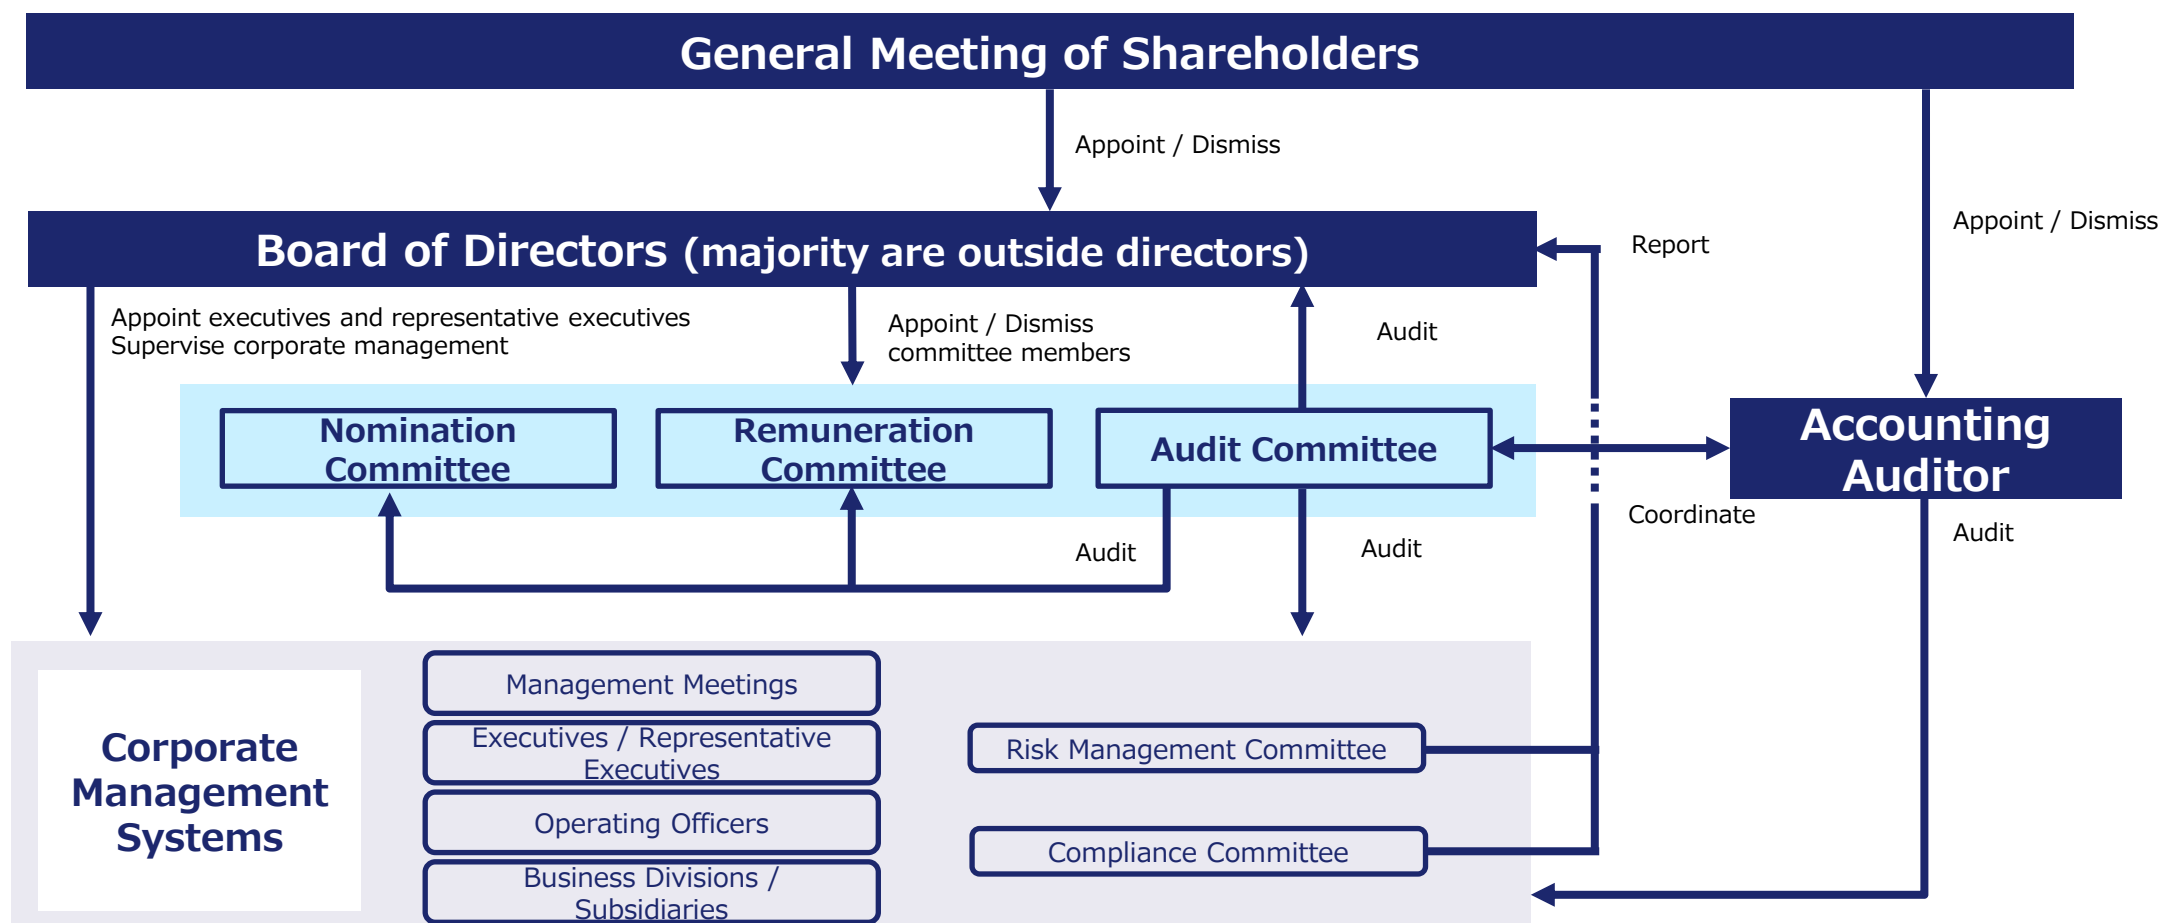 General Meeting of Shareholders
Appoint / Dismiss
Appoint / Dismiss
Board of Directors (majority are outside directors)
Report
Appoint executives and representative executives
Supervise corporate management
Appoint / Dismiss
committee members
Audit
Nomination
Committee
Remuneration
Committee
Audit Committee
Accounting
Auditor
Coordinate
Audit
Audit
Audit
Corporate
Management
Systems
Management Meetings
Executives / Representative
Executives
Operating Officers
Business Divisions /
Subsidiaries
Risk Management Committee
Compliance Committee